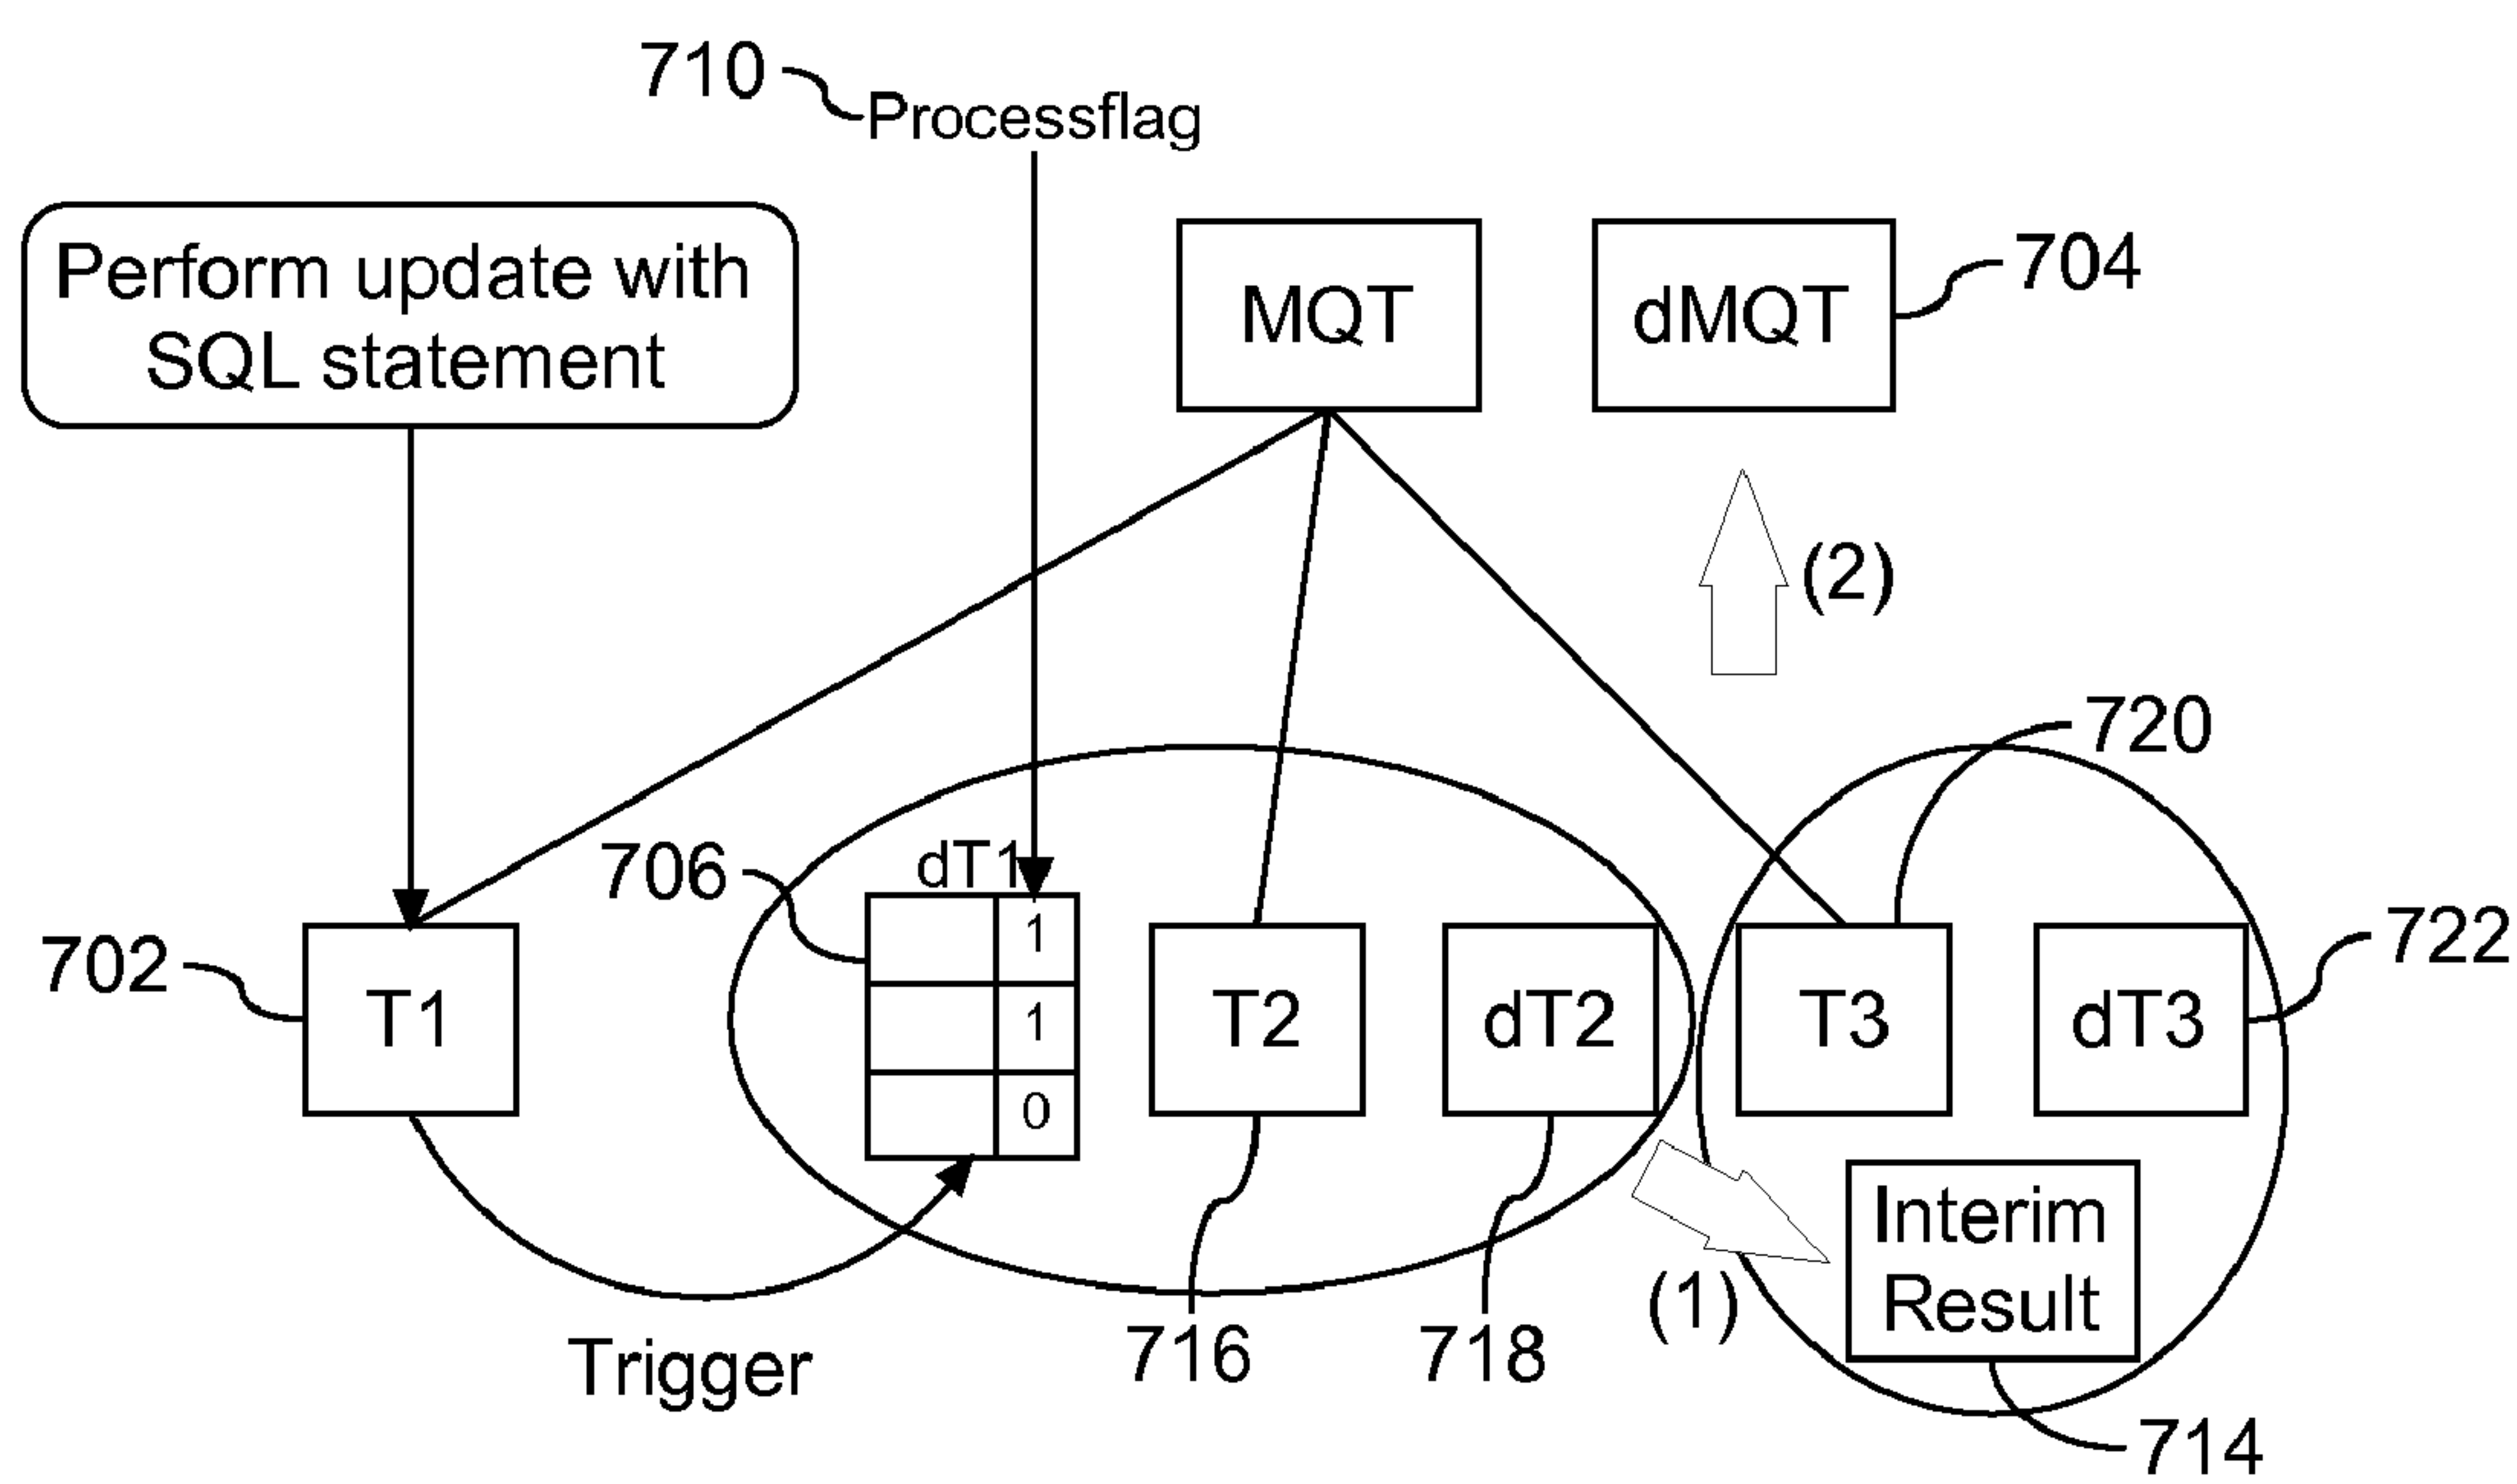 710
Processflag
Perform update with
SQL statement
MQT
dMQT
704
(2)
720
706
dT1
1
1
0
702
T1
T2
dT2
T3
dT3
722
Interim
Result
(1)
716
718
Trigger
714